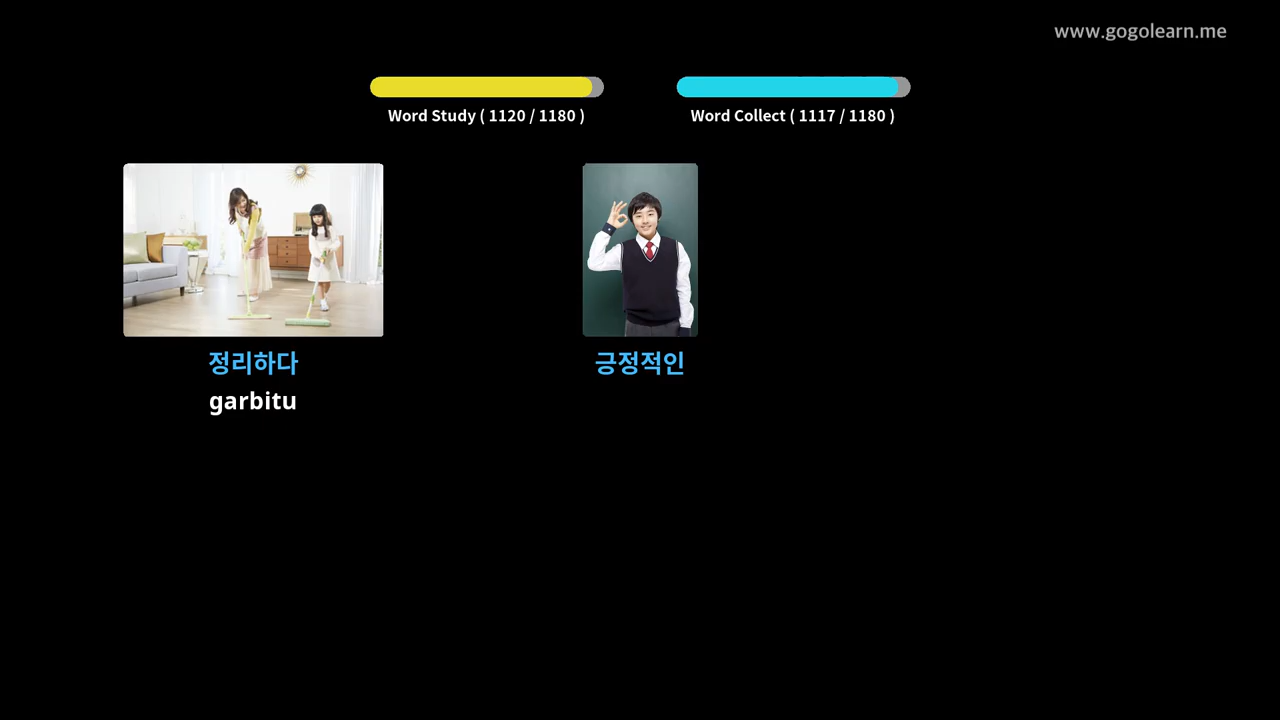 www.gogolearn.me
Word Study ( 1120 / 1180 )
Word Collect ( 1117 / 1180 )
정리하다
긍정적인
garbitu